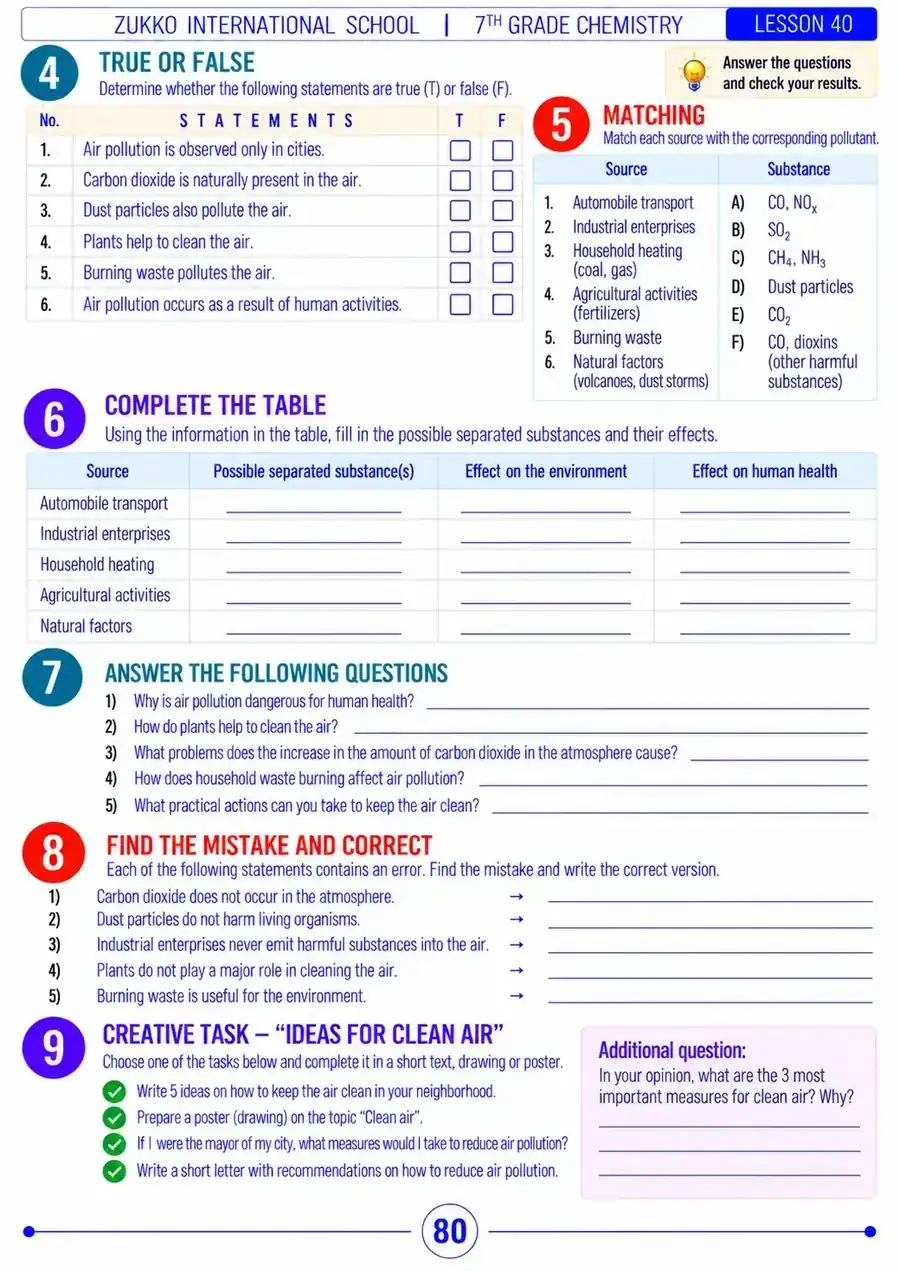 ZUKKO INTERNATIONAL SCHOOL | 7TH GRADE CHEMISTRY LESSON 40
4 TRUE OR FALSE
Determine whether the following statements are true (T) or false (F).
Answer the questions
and check your results.
No. STATEMENTS T F
1. Air pollution is observed only in cities.
2. Carbon dioxide is naturally present in the air.
3. Dust particles also pollute the air.
4. Plants help to clean the air.
5. Burning waste pollutes the air.
6. Air pollution occurs as a result of human activities.
5 MATCHING
Match each source with the corresponding pollutant.
Source Substance
1. Automobile transport A) CO, NOx
2. Industrial enterprises B) SO2
3. Household heating C) CH4, NH3
(coal, gas)
4. Agricultural activities D) Dust particles
(fertilizers) E) CO2
5. Burning waste F) CO, dioxins
6. Natural factors (other harmful
(volcanoes, dust storms) substances)
6 COMPLETE THE TABLE
Using the information in the table, fill in the possible separated substances and their effects.
Source Possible separated substance(s) Effect on the environment Effect on human health
Automobile transport
Industrial enterprises
Household heating
Agricultural activities
Natural factors
7 ANSWER THE FOLLOWING QUESTIONS
1) Why is air pollution dangerous for human health?
2) How do plants help to clean the air?
3) What problems does the increase in the amount of carbon dioxide in the atmosphere cause?
4) How does household waste burning affect air pollution?
5) What practical actions can you take to keep the air clean?
8 FIND THE MISTAKE AND CORRECT
Each of the following statements contains an error. Find the mistake and write the correct version.
1) Carbon dioxide does not occur in the atmosphere. →
2) Dust particles do not harm living organisms. →
3) Industrial enterprises never emit harmful substances into the air. →
4) Plants do not play a major role in cleaning the air. →
5) Burning waste is useful for the environment. →
9 CREATIVE TASK – “IDEAS FOR CLEAN AIR”
Choose one of the tasks below and complete it in a short text, drawing or poster.
Write 5 ideas on how to keep the air clean in your neighborhood.
Prepare a poster (drawing) on the topic “Clean air”.
If I were the mayor of my city, what measures would I take to reduce air pollution?
Write a short letter with recommendations on how to reduce air pollution.
Additional question:
In your opinion, what are the 3 most
important measures for clean air? Why?
80